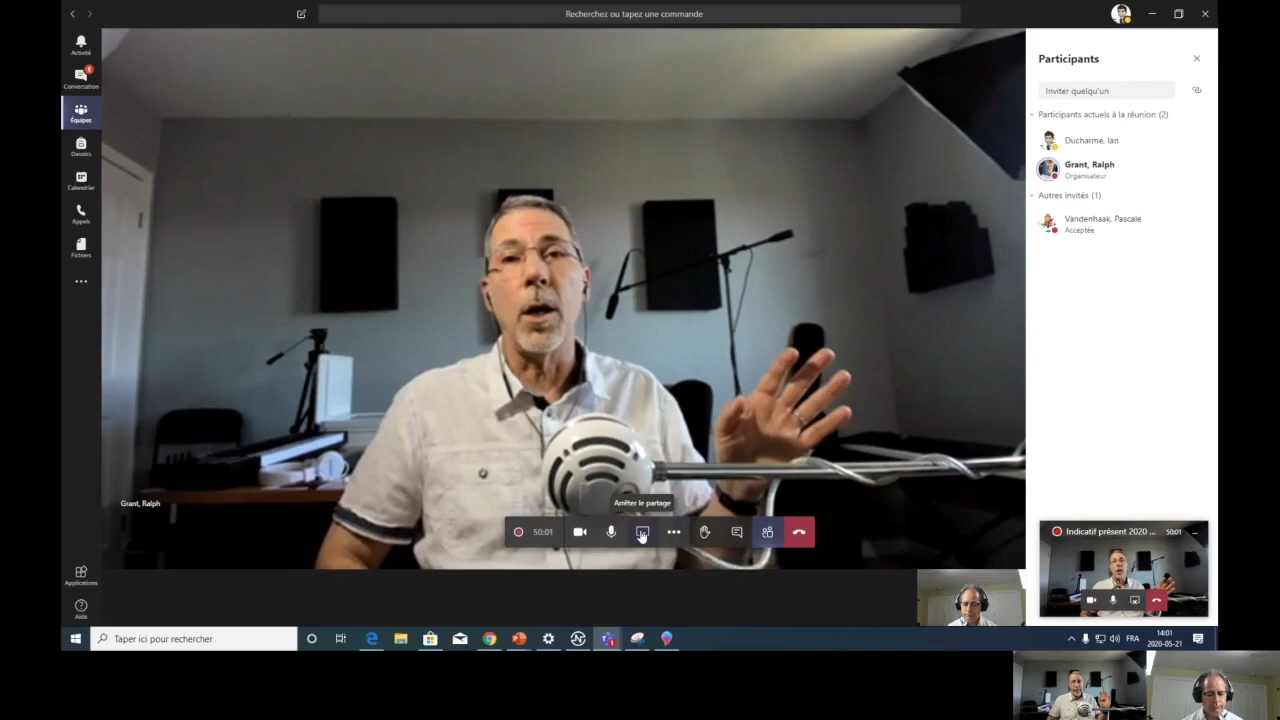 Recherchez ou tapez une commande
Activité
Conversation
Équipes
Devoirs
Calendrier
Appels
Fichiers
Applications
Aide
Grant, Ralph
Arrêter le partage
50:01
Participants
Inviter quelqu'un
Participants actuels à la réunion (2)
Ducharme, Ian
Grant, Ralph
Organisateur
Autres invités (1)
Vandenhaak, Pascale
Acceptée
Indicatif présent 2020 ...
50:01
Taper ici pour rechercher
FRA
14:01
2020-05-21